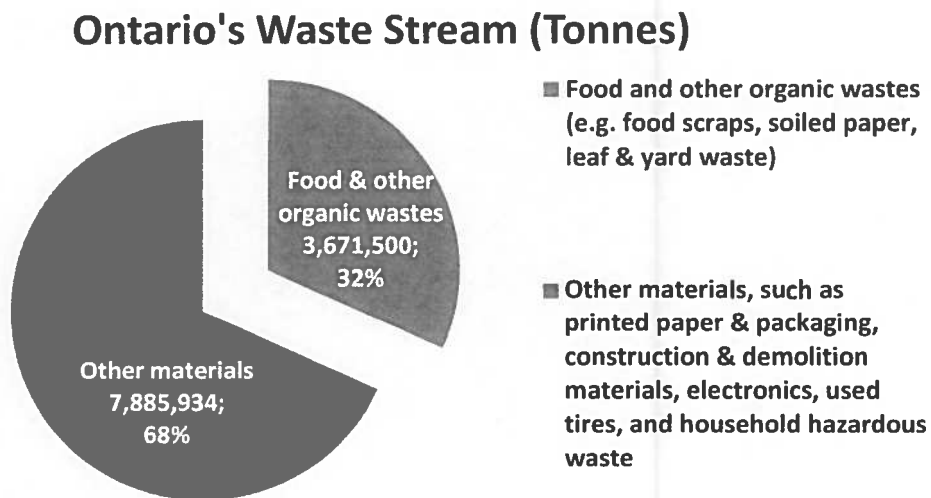 Ontario's Waste Stream (Tonnes)
Food & other
organic wastes
3,671,500;
32%
Other materials
7,885,934;
68%
Food and other organic wastes
(e.g. food scraps, soiled paper,
leaf & yard waste)
Other materials, such as
printed paper & packaging,
construction & demolition
materials, electronics, used
tires, and household hazardous
waste